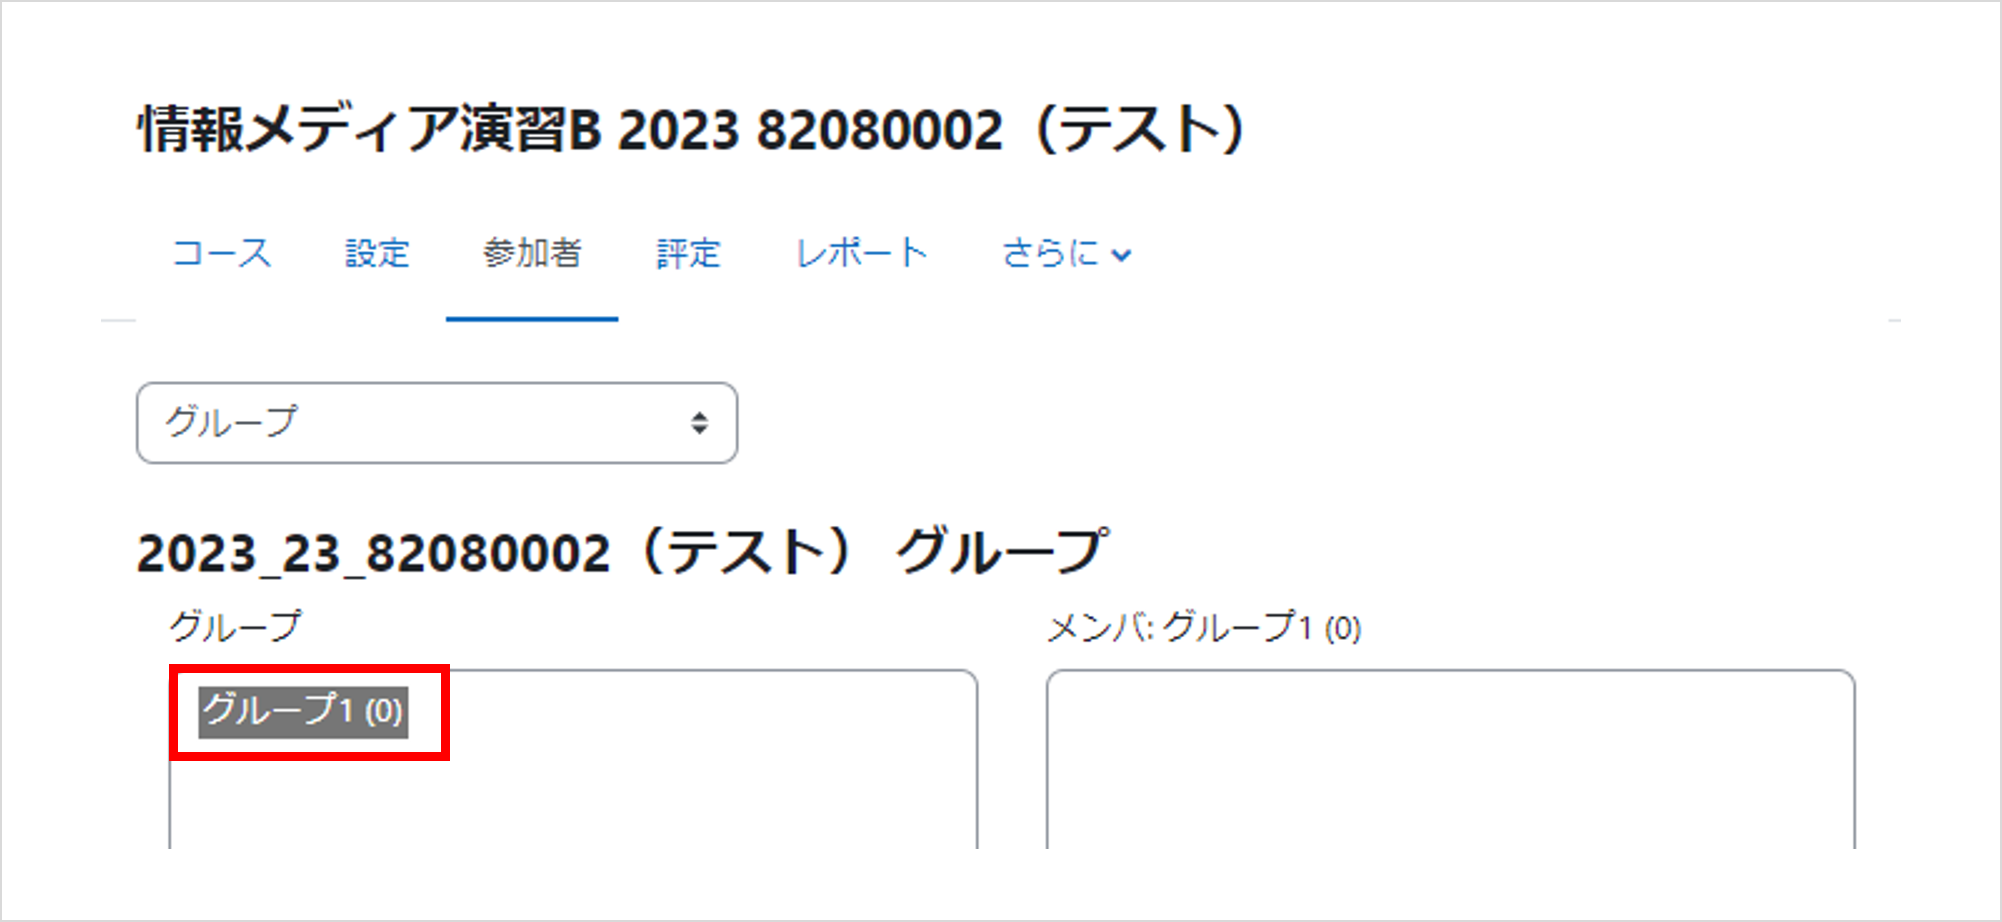 情報メディア演習B 2023 82080002（テスト）
コース 設定 参加者 評定 レポート さらに
グループ
2023_23_82080002（テスト） グループ
グループ メンバ: グループ1 (0)
グループ1 (0)